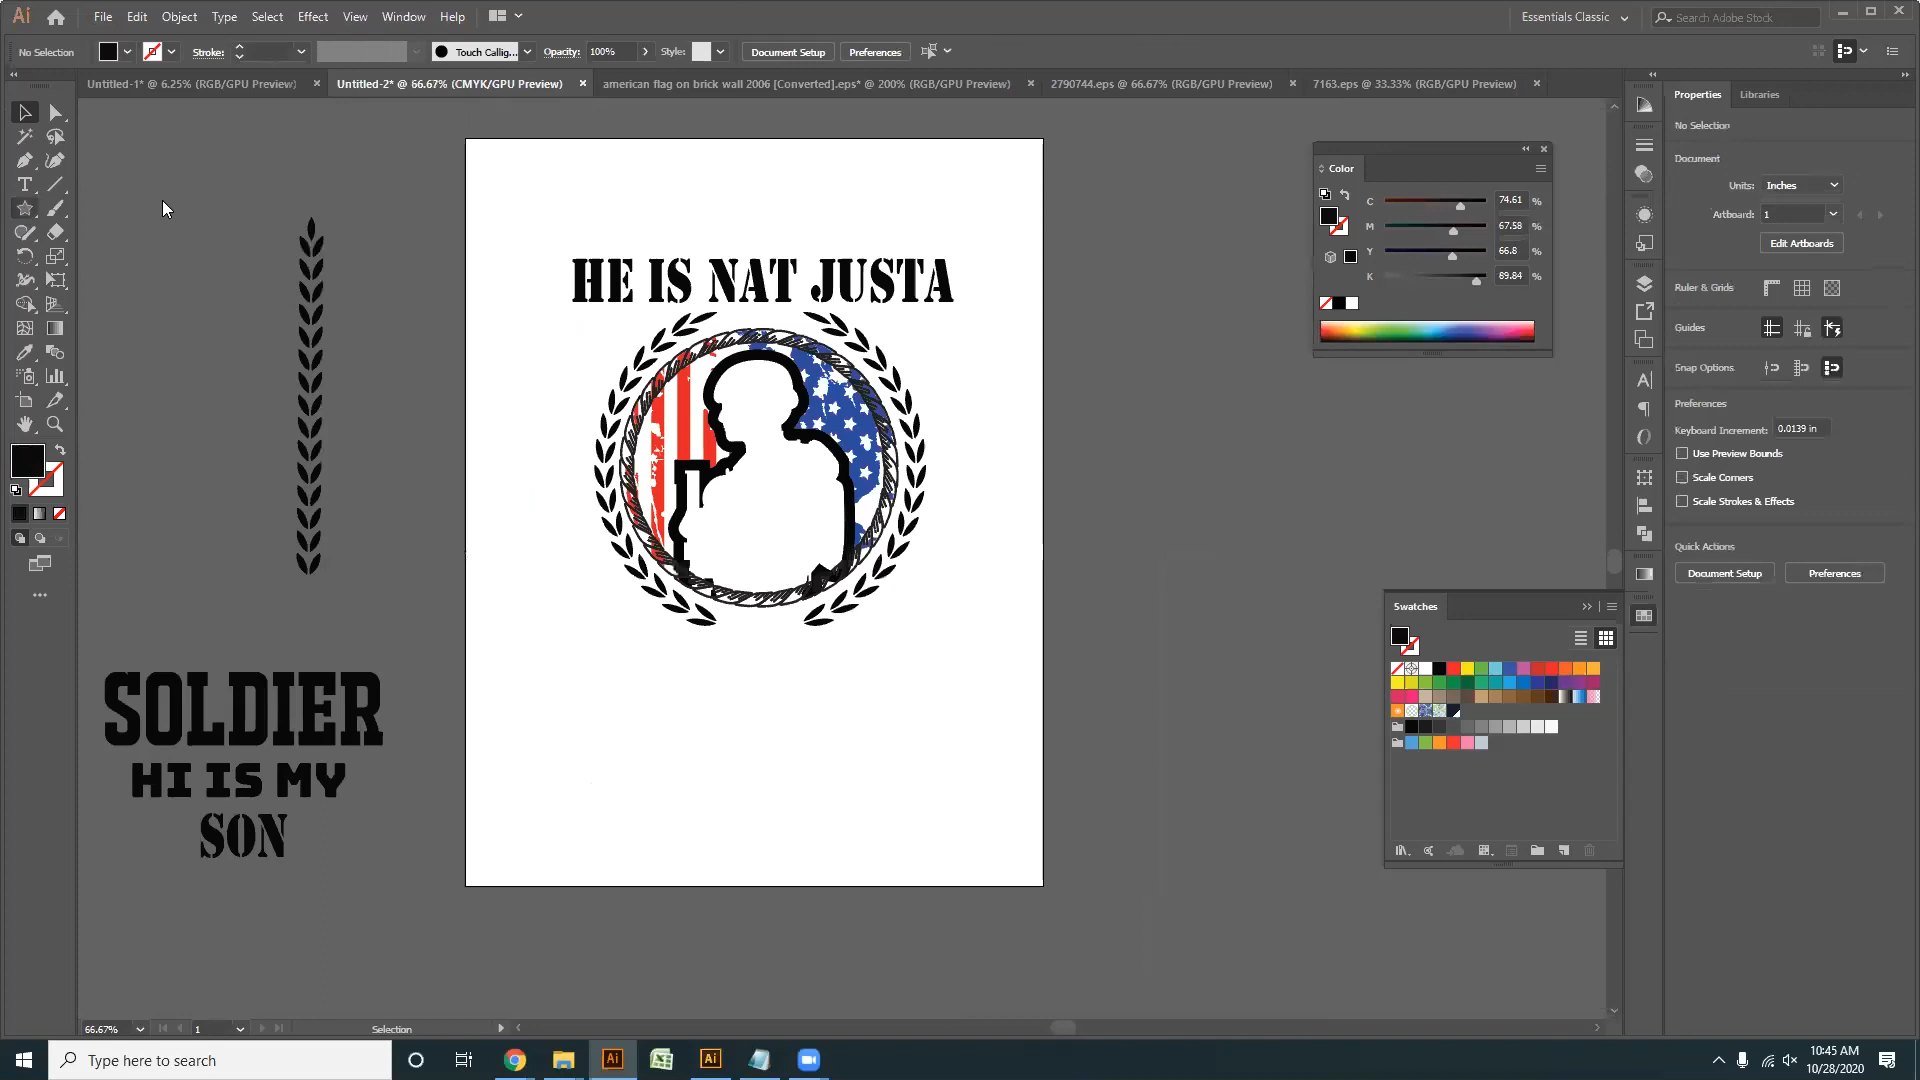 Ai File Edit Object Type Select Effect View Window Help Essentials Classic Search Adobe Stock
No Selection Stroke: Touch Callig... Opacity: 100% Style: Document Setup Preferences
Untitled-1* @ 6.25% (RGB/GPU Preview) × Untitled-2* @ 66.67% (CMYK/GPU Preview) × american flag on brick wall 2006 [Converted].eps* @ 200% (RGB/GPU Preview) × 2790744.eps @ 66.67% (RGB/GPU Preview) × 7163.eps @ 33.33% (RGB/GPU Preview) ×
Properties Libraries
No Selection
Document
Units: Inches
Artboard: 1
Edit Artboards
Ruler & Grids
Guides
Snap Options
Preferences
Keyboard Increment: 0.0139 in
Use Preview Bounds
Scale Corners
Scale Strokes & Effects
Quick Actions
Document Setup Preferences
Color
C 74.61 %
M 67.58 %
Y 66.8 %
K 89.84 %
Swatches
HE IS NAT JUSTA
SOLDIER
HI IS MY
SON
66.67% 1 Selection
Type here to search
Ai
Ai
10:45 AM
10/28/2020